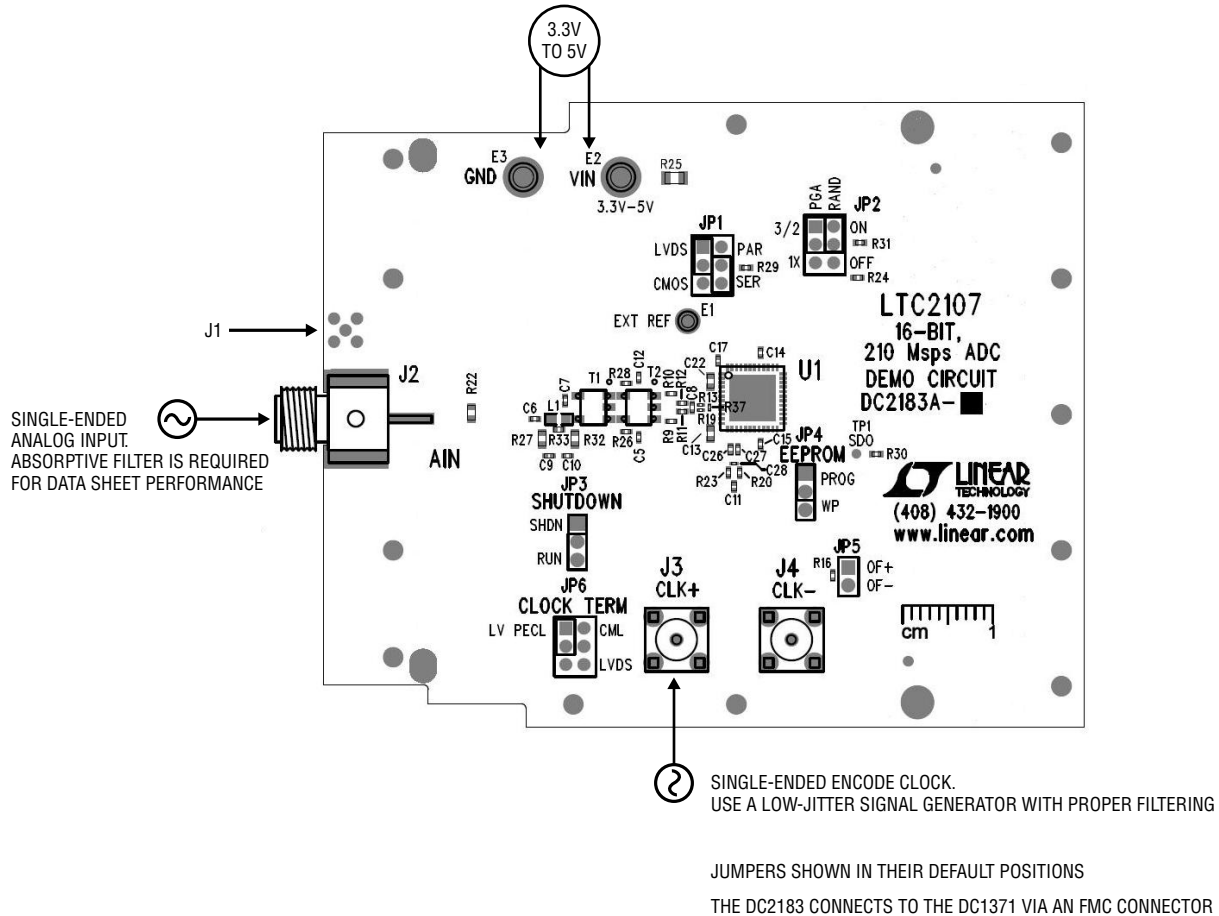 3.3V
TO 5V
E3
GND
E2
VIN
3.3V–5V
R25
JP1
LVDS
PAR
R29
CMOS
SER
PGA
RAND
JP2
3/2
ON
R31
1X
OFF
R24
EXT REF
E1
LTC2107
16–BIT,
210 Msps ADC
DEMO CIRCUIT
DC2183A–
J1
J2
R22
AIN
SINGLE-ENDED
ANALOG INPUT.
ABSORPTIVE FILTER IS REQUIRED
FOR DATA SHEET PERFORMANCE
C7
T1
R28
C12
T2
R10
R12
C8
C22
C17
C14
U1
C6
L1
R13
R37
R19
R27
R33
R32
R26
C5
R9
R11
C13
C9
C10
C26
C27
C15
C28
R23
R20
C11
JP4
EEPROM
PROG
WP
TP1
SDO
R30
LINEAR
TECHNOLOGY
(408) 432–1900
www.linear.com
JP3
SHUTDOWN
SHDN
RUN
JP6
CLOCK TERM
LV PECL
CML
LVDS
J3
CLK+
J4
CLK–
JP5
R16
OF+
OF–
cm 1
SINGLE-ENDED ENCODE CLOCK.
USE A LOW-JITTER SIGNAL GENERATOR WITH PROPER FILTERING
JUMPERS SHOWN IN THEIR DEFAULT POSITIONS
THE DC2183 CONNECTS TO THE DC1371 VIA AN FMC CONNECTOR